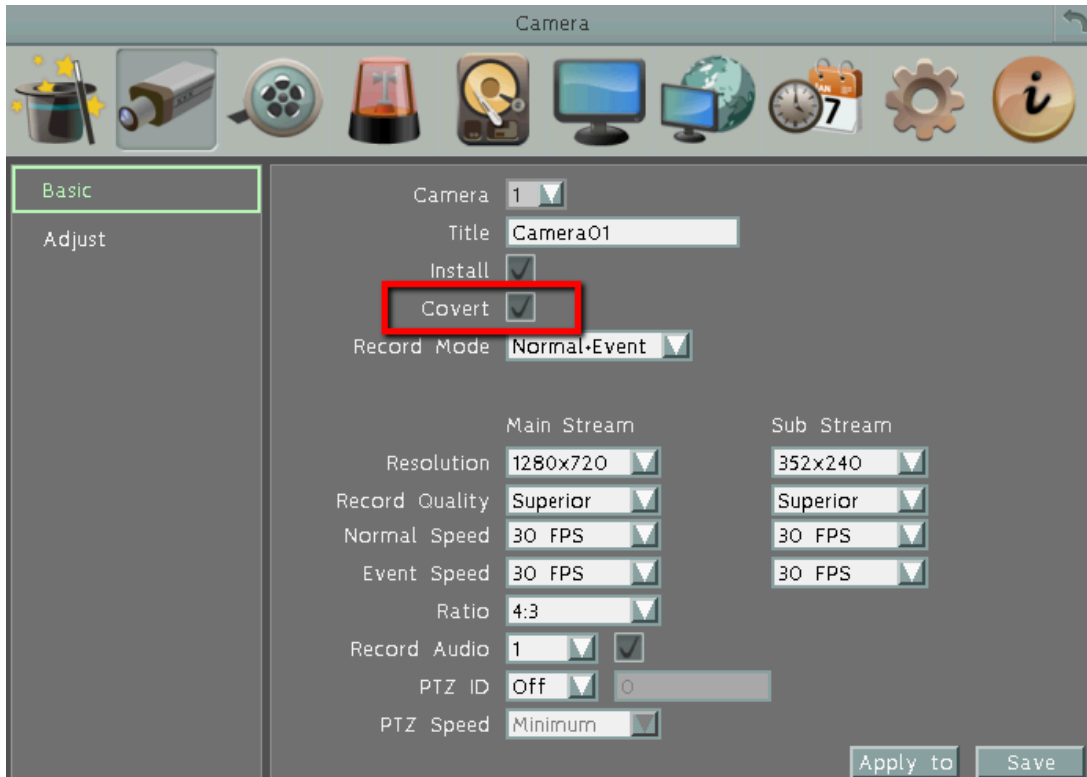 Camera
JAN
7
i
Basic
Adjust
Camera 1
Title Camera01
Install
Covert
Record Mode Normal+Event
Main Stream Sub Stream
Resolution 1280x720 352x240
Record Quality Superior Superior
Normal Speed 30 FPS 30 FPS
Event Speed 30 FPS 30 FPS
Ratio 4:3
Record Audio 1
PTZ ID Off 0
PTZ Speed Minimum
Apply to Save